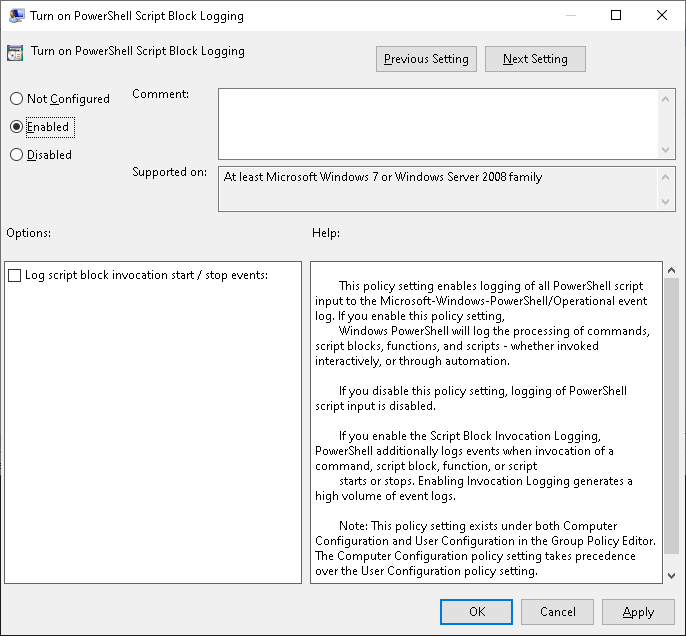 Turn on PowerShell Script Block Logging
Turn on PowerShell Script Block Logging
Previous Setting
Next Setting
Not Configured
Comment:
Enabled
Disabled
Supported on:
At least Microsoft Windows 7 or Windows Server 2008 family
Options:
Help:
Log script block invocation start / stop events:
This policy setting enables logging of all PowerShell script
input to the Microsoft-Windows-PowerShell/Operational event
log. If you enable this policy setting,
Windows PowerShell will log the processing of commands,
script blocks, functions, and scripts - whether invoked
interactively, or through automation.
If you disable this policy setting, logging of PowerShell
script input is disabled.
If you enable the Script Block Invocation Logging,
PowerShell additionally logs events when invocation of a
command, script block, function, or script
starts or stops. Enabling Invocation Logging generates a
high volume of event logs.
Note: This policy setting exists under both Computer
Configuration and User Configuration in the Group Policy Editor.
The Computer Configuration policy setting takes precedence
over the User Configuration policy setting.
OK
Cancel
Apply